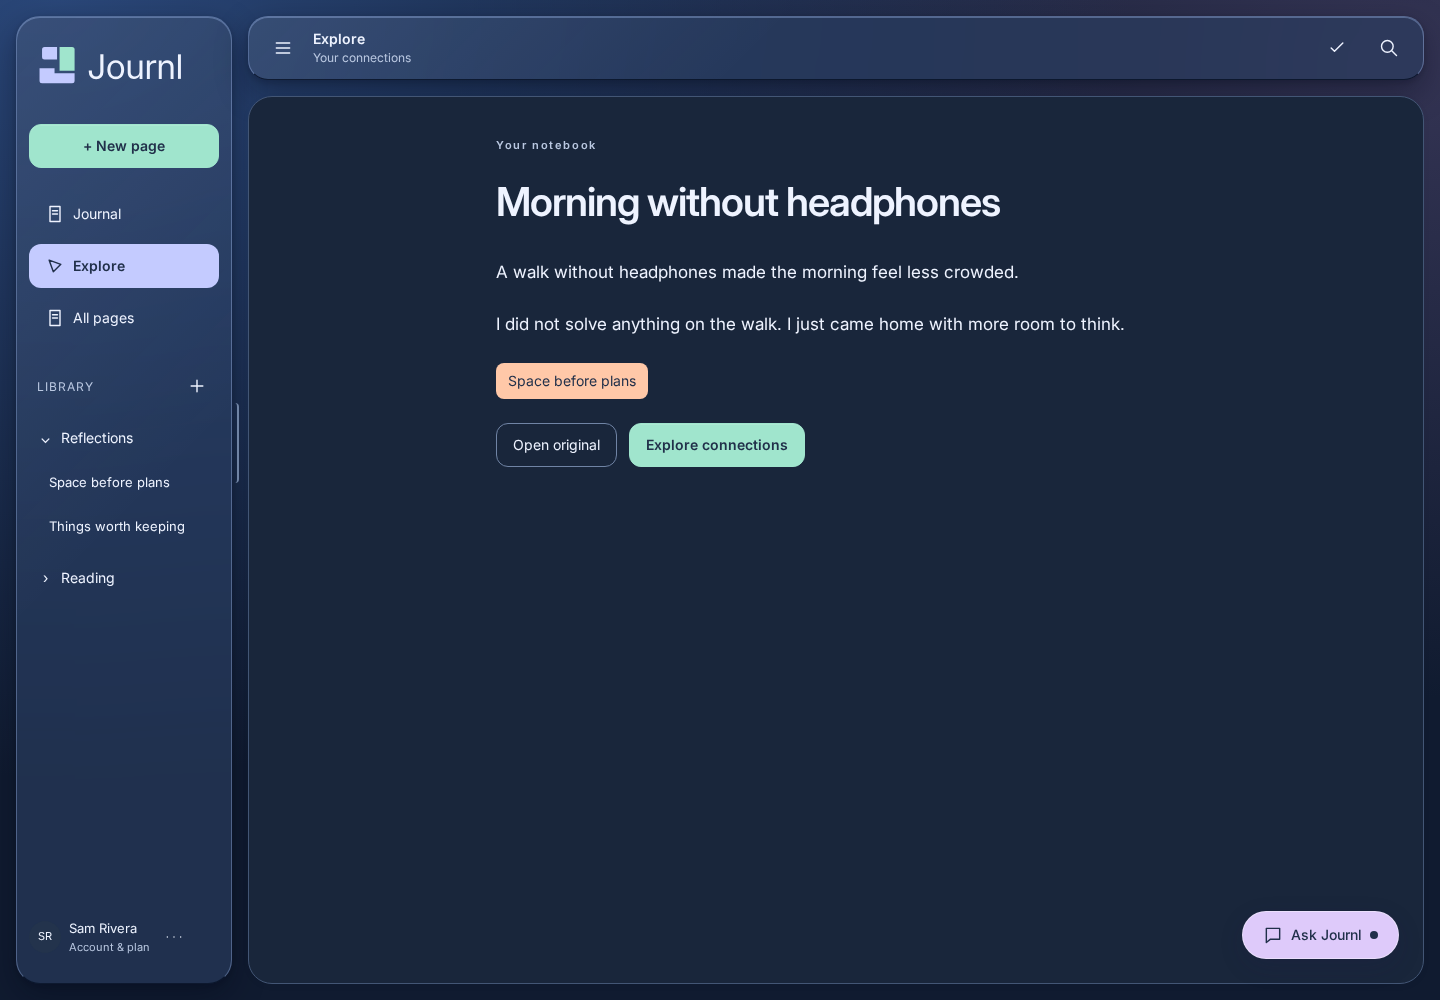 Journl
+ New page
Journal
Explore
All pages
LIBRARY
Reflections
Space before plans
Things worth keeping
Reading
SR
Sam Rivera
Account & plan
Explore
Your connections
Your notebook
Morning without headphones
A walk without headphones made the morning feel less crowded.
I did not solve anything on the walk. I just came home with more room to think.
Space before plans
Open original
Explore connections
Ask Journl